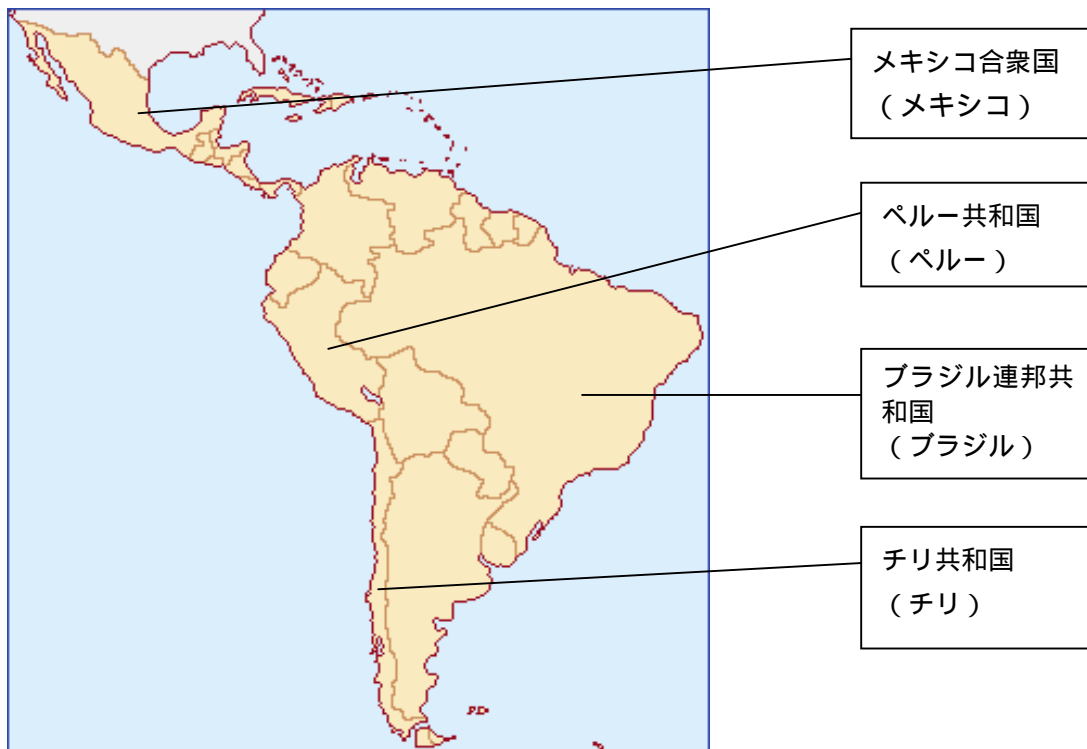 メキシコ合衆国
（メキシコ）
ペルー共和国
（ペルー）
ブラジル連邦共
和国
（ブラジル）
チリ共和国
（チリ）